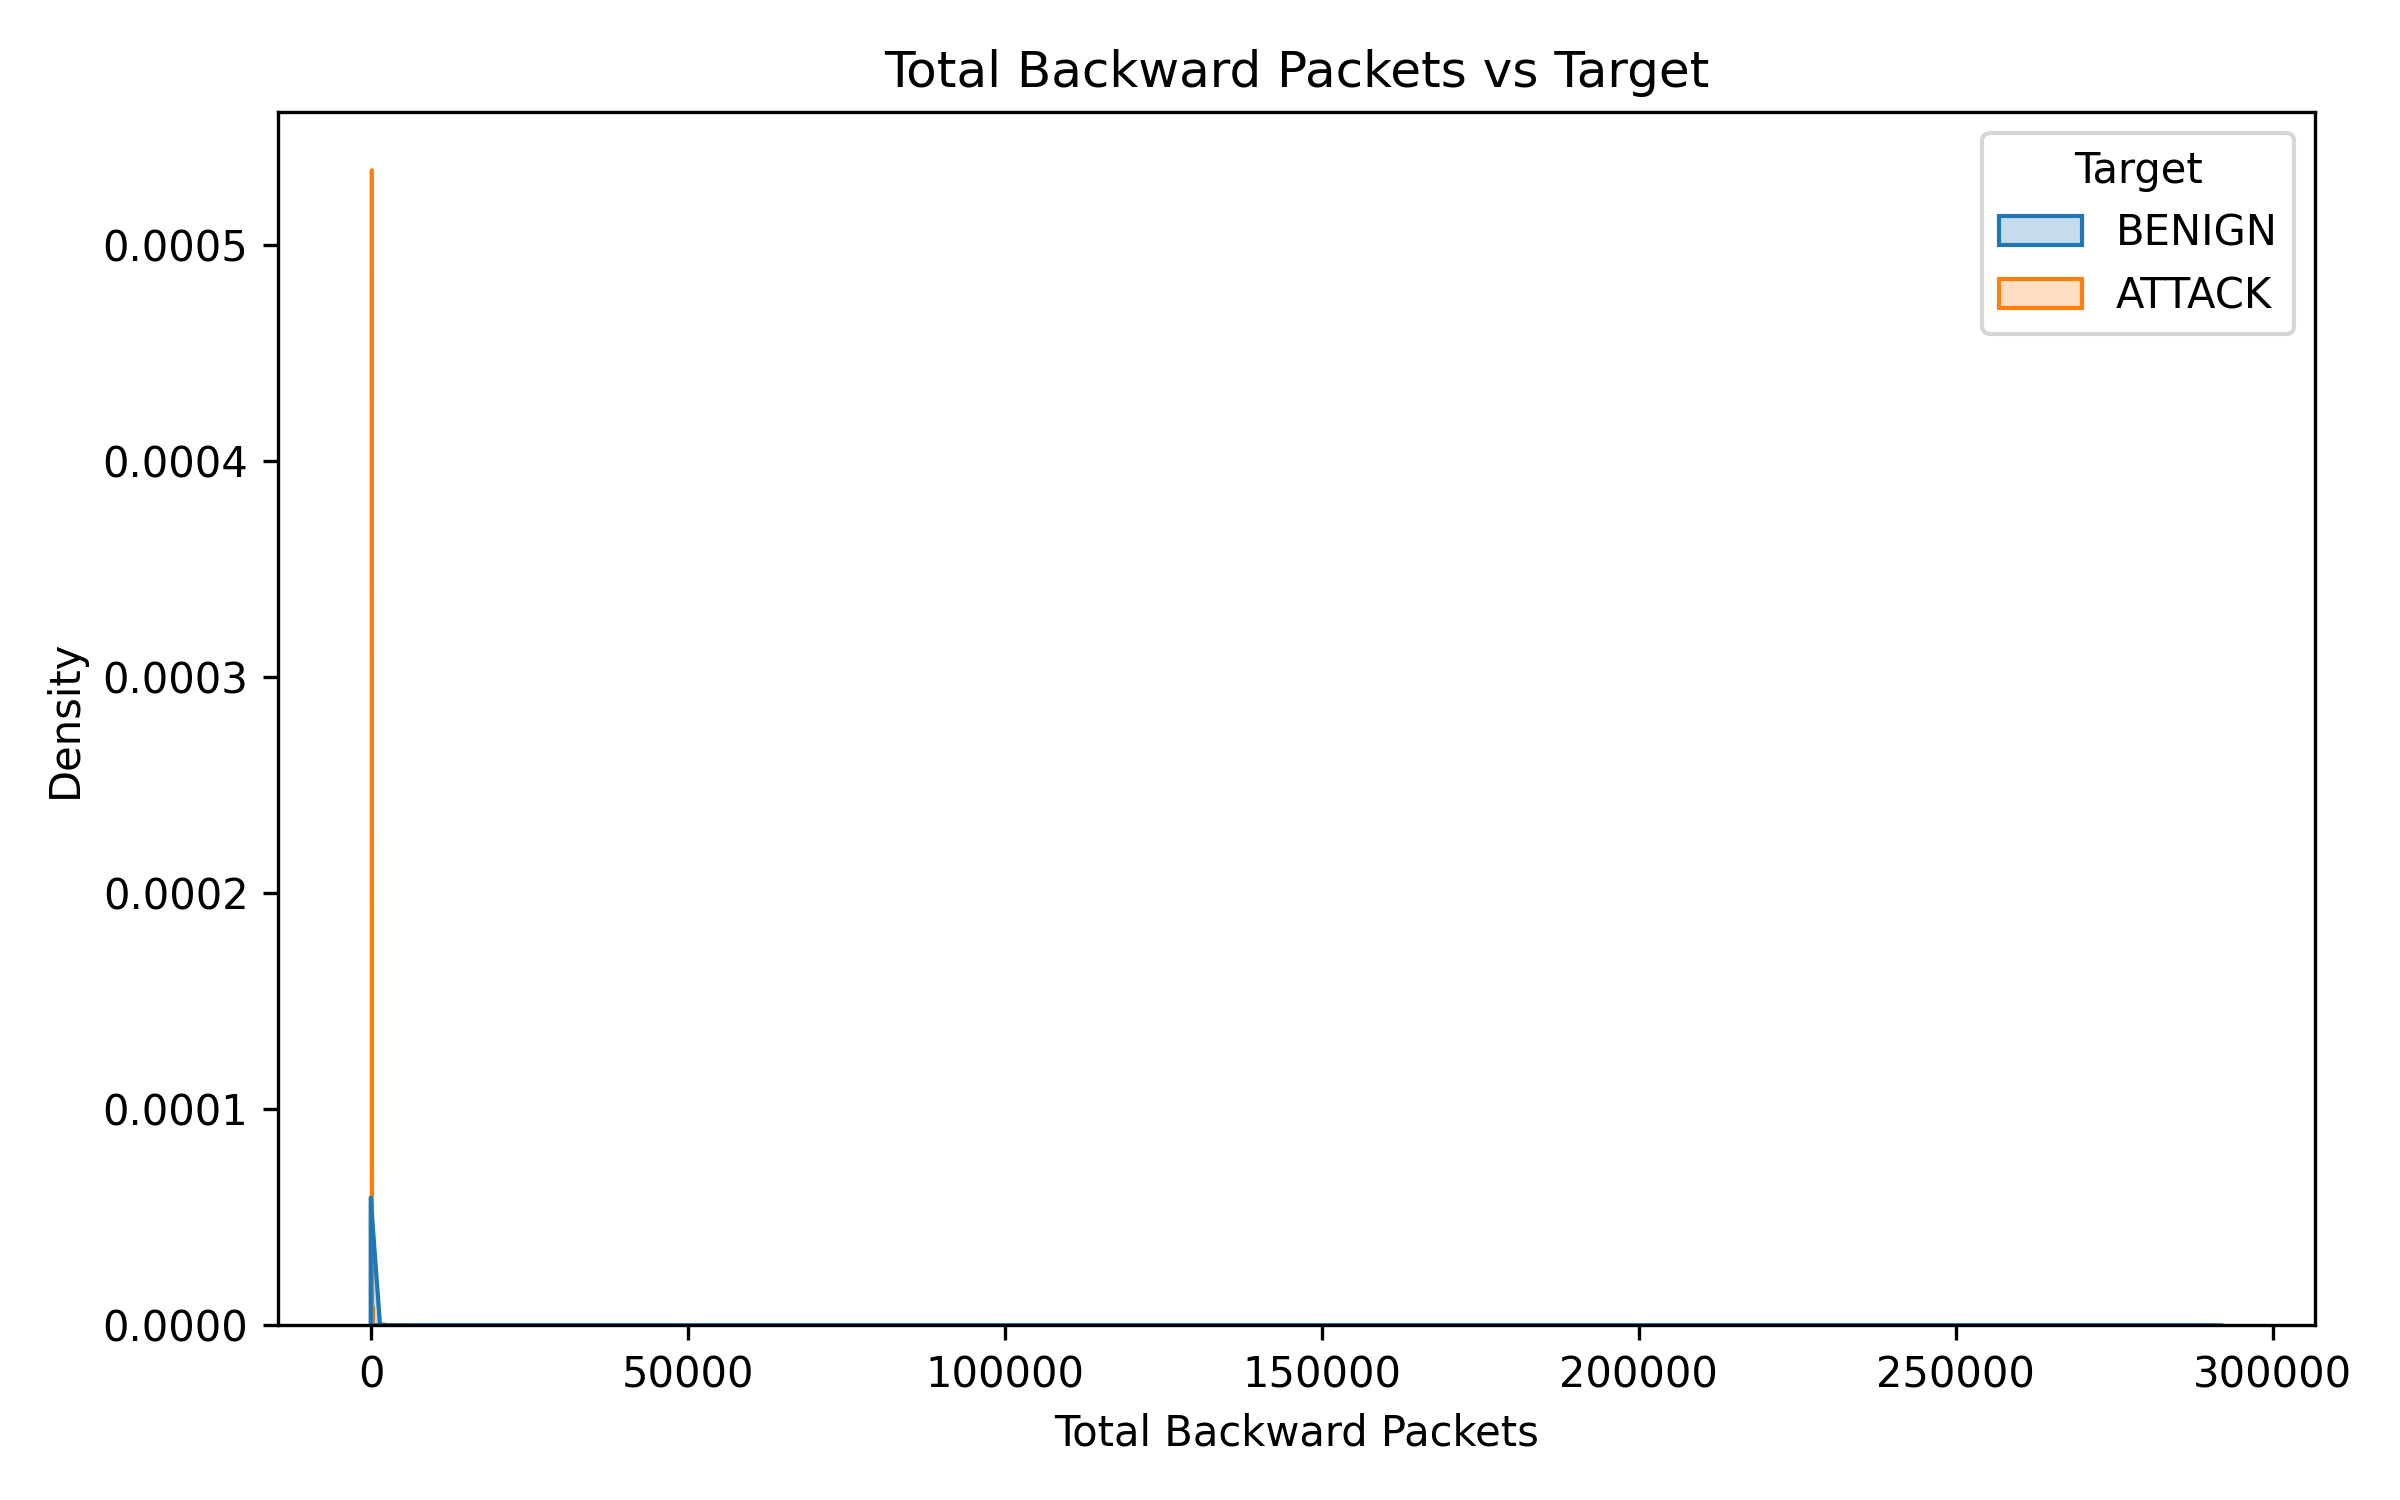 Total Backward Packets vs Target
Target
BENIGN
ATTACK
Density
0.0005
0.0004
0.0003
0.0002
0.0001
0.0000
0 50000 100000 150000 200000 250000 300000
Total Backward Packets